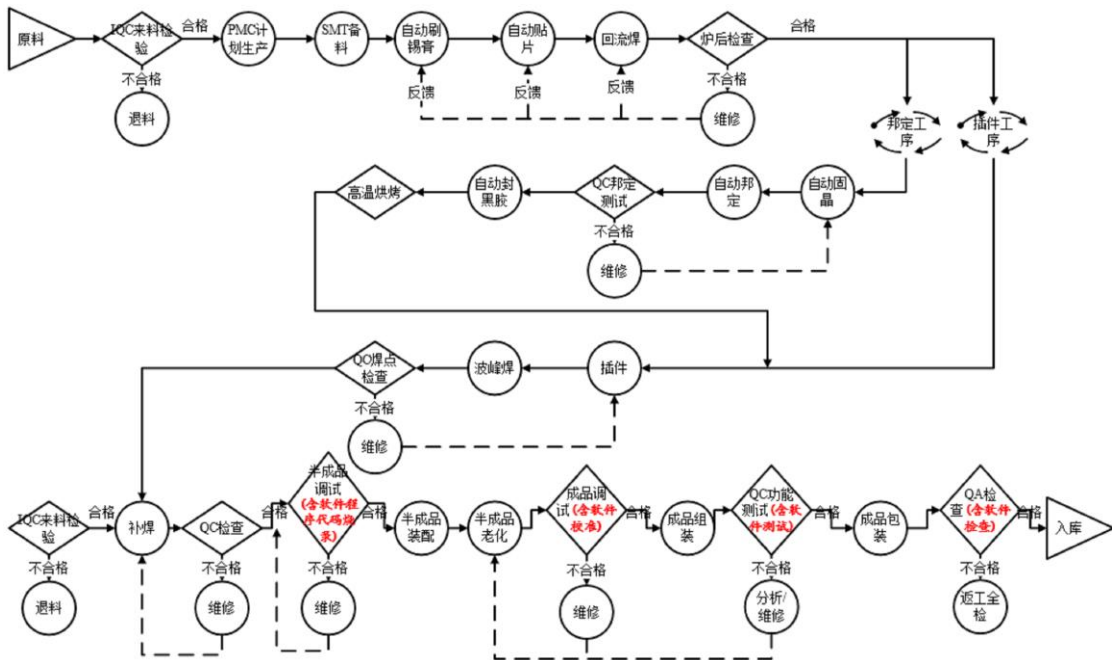 原料
IQC来料检
验
合格
PMC计
划生产
SMT备
料
自动刷
锡膏
自动贴
片
回流焊
炉后检查
合格
不合格
退料
反馈
反馈
反馈
不合格
维修
邦定工
序
插件工
序
高温烘烤
自动封
黑胶
QC邦定
测试
自动邦
定
自动固
晶
不合格
维修
QO焊点
检查
波峰焊
插件
不合格
维修
IQC来料检
验
合格
补焊
QC检查
合格
半成品
调试
(含软件程
序代码烧
录)
合格
半成品
装配
半成品
老化
成品调
试(含软件
校准)
合格
成品组
装
QC功能
测试(含软
件测试)
合格
成品包
装
QA检
查(含软件
检查)
合格
入库
不合格
退料
不合格
维修
不合格
维修
不合格
维修
不合格
分析/
维修
不合格
返工全
检